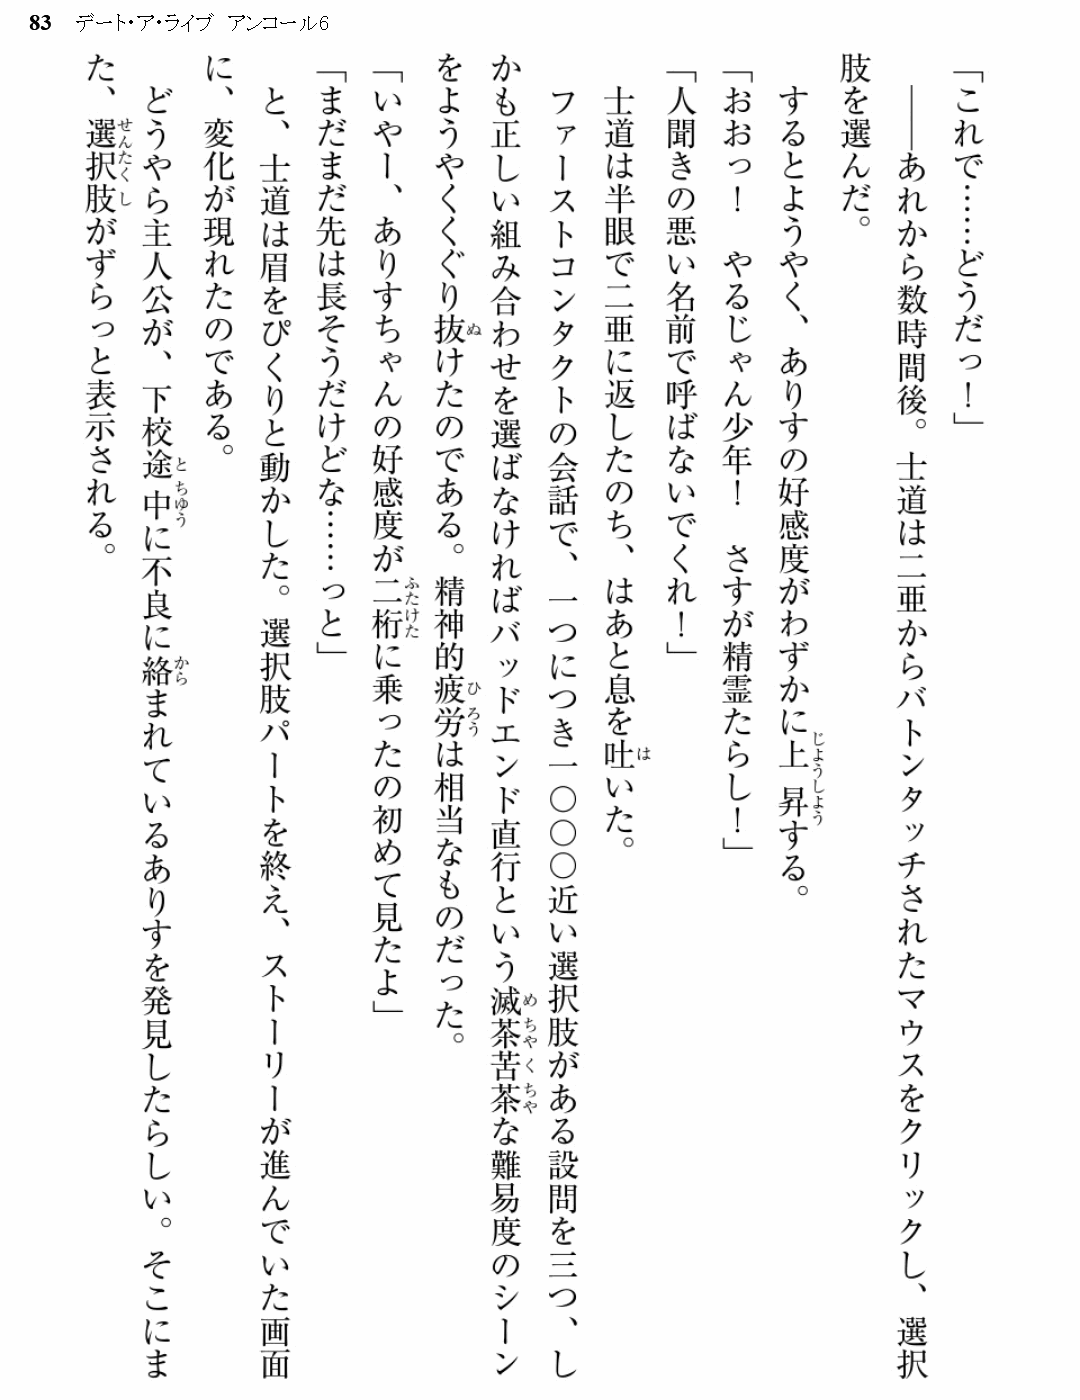 83 デート・ア・ライブ アンコール6
「これで……どうだっ！」
――あれから数時間後。士道は二亜からバトンタッチされたマウスをクリックし、選択
肢を選んだ。
するとようやく、ありすの好感度がわずかに上昇する。
「おおっ！　やるじゃん少年！　さすが精霊たらし！」
「人聞きの悪い名前で呼ばないでくれ！」
士道は半眼で二亜に返したのち、はあと息を吐いた。
ファーストコンタクトの会話で、一つにつき一〇〇〇近い選択肢がある設問を三つ、し
かも正しい組み合わせを選ばなければバッドエンド直行という滅茶苦茶な難易度のシーン
をようやくくぐり抜けたのである。精神的疲労は相当なものだった。
「いやー、ありすちゃんの好感度が二桁に乗ったの初めて見たよ」
「まだまだ先は長そうだけどな……っと」
と、士道は眉をぴくりと動かした。選択肢パートを終え、ストーリーが進んでいた画面
に、変化が現れたのである。
どうやら主人公が、下校途中に不良に絡まれているありすを発見したらしい。そこにま
た、選択肢がずらっと表示される。